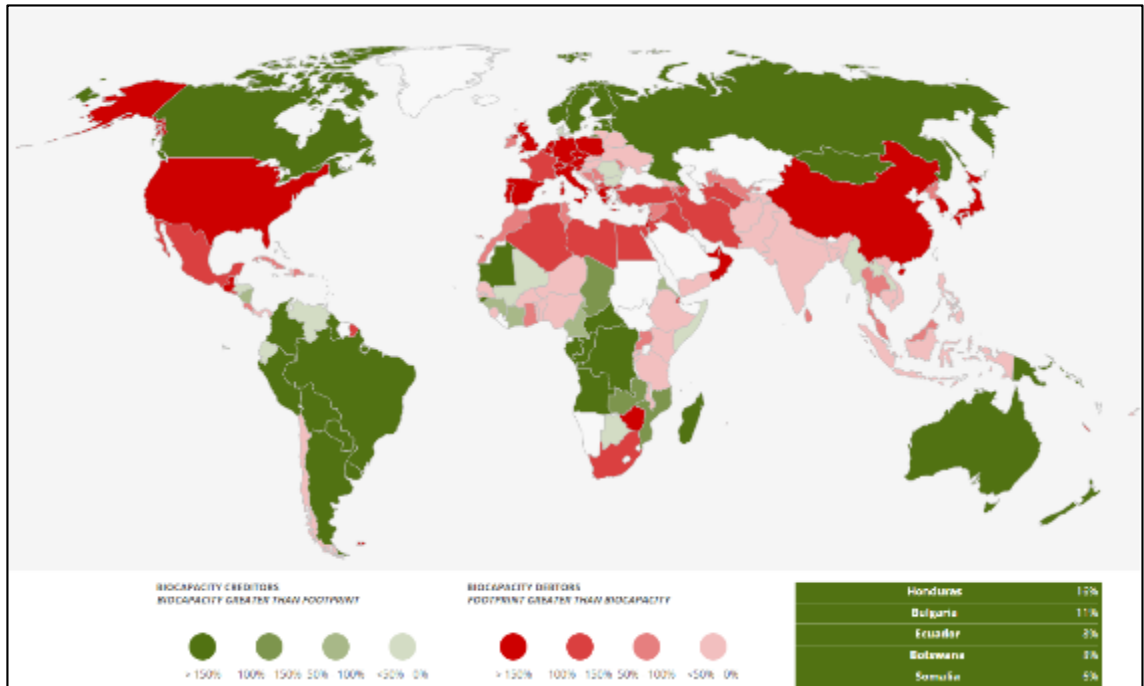 BIOCAPACITY CREDITORS
BIOCAPACITY GREATER THAN FOOTPRINT
> 150% 100% 150% 50% 100% <50% 0%
BIOCAPACITY DEBTORS
FOOTPRINT GREATER THAN BIOCAPACITY
> 150% 100% 150% 50% 100% <50% 0%
Honduras
Bulgaria 11%
Ecuador
Botswana
Somalia